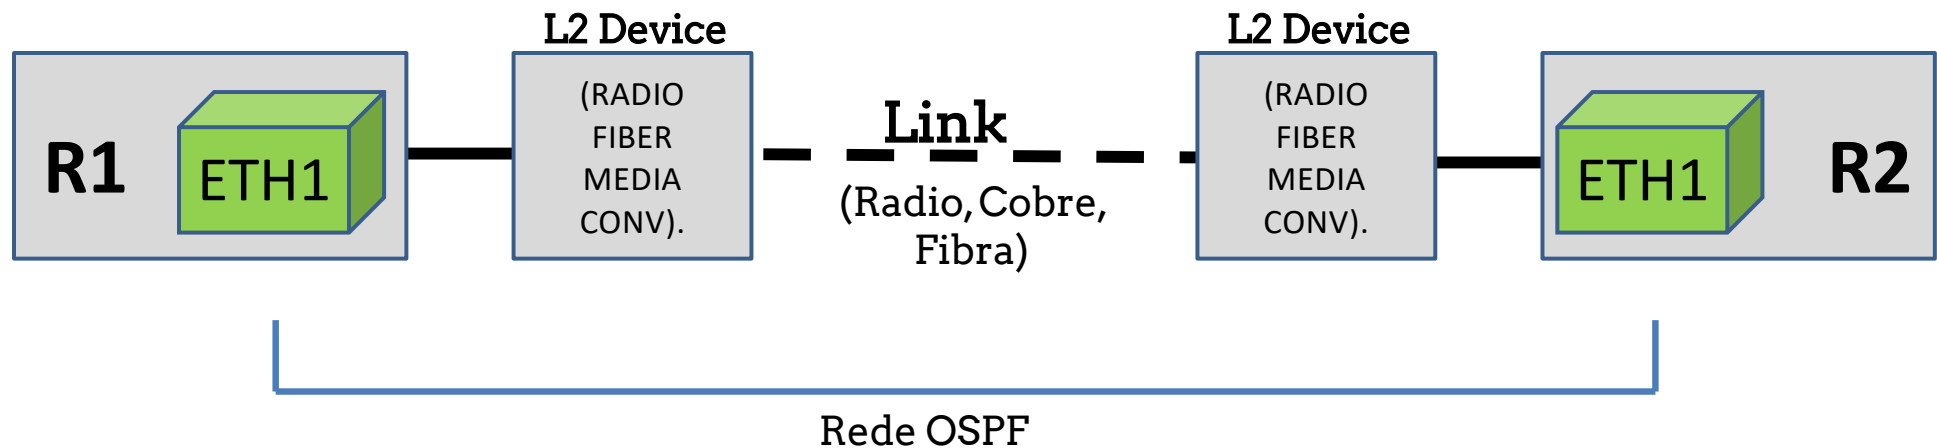 L2 Device
L2 Device
R1
ETH1
(RADIO
FIBER
MEDIA
CONV).
Link
(Radio, Cobre,
Fibra)
(RADIO
FIBER
MEDIA
CONV).
ETH1
R2
Rede OSPF